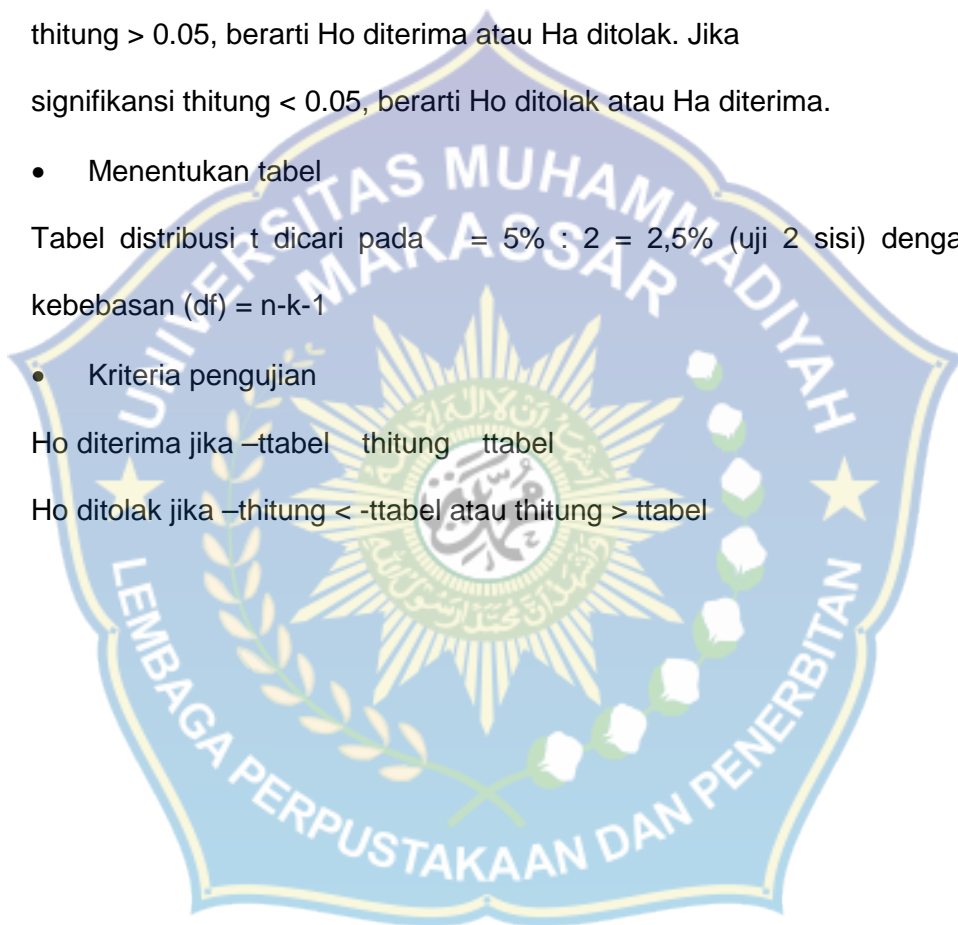 thitung > 0.05, berarti Ho diterima atau Ha ditolak. Jika
signifikansi thitung < 0.05, berarti Ho ditolak atau Ha diterima.
• Menentukan tabel
Tabel distribusi t dicari pada = 5% : 2 = 2,5% (uji 2 sisi) denga
kebebasan (df) = n-k-1
• Kriteria pengujian
Ho diterima jika –ttabel thitung ttabel
Ho ditolak jika –thitung < -ttabel atau thitung > ttabel
UNIVERSITAS MUHAMMADIYAH
MAKASSAR
LEMBAGA PERPUSTAKAAN DAN PENERBITAN